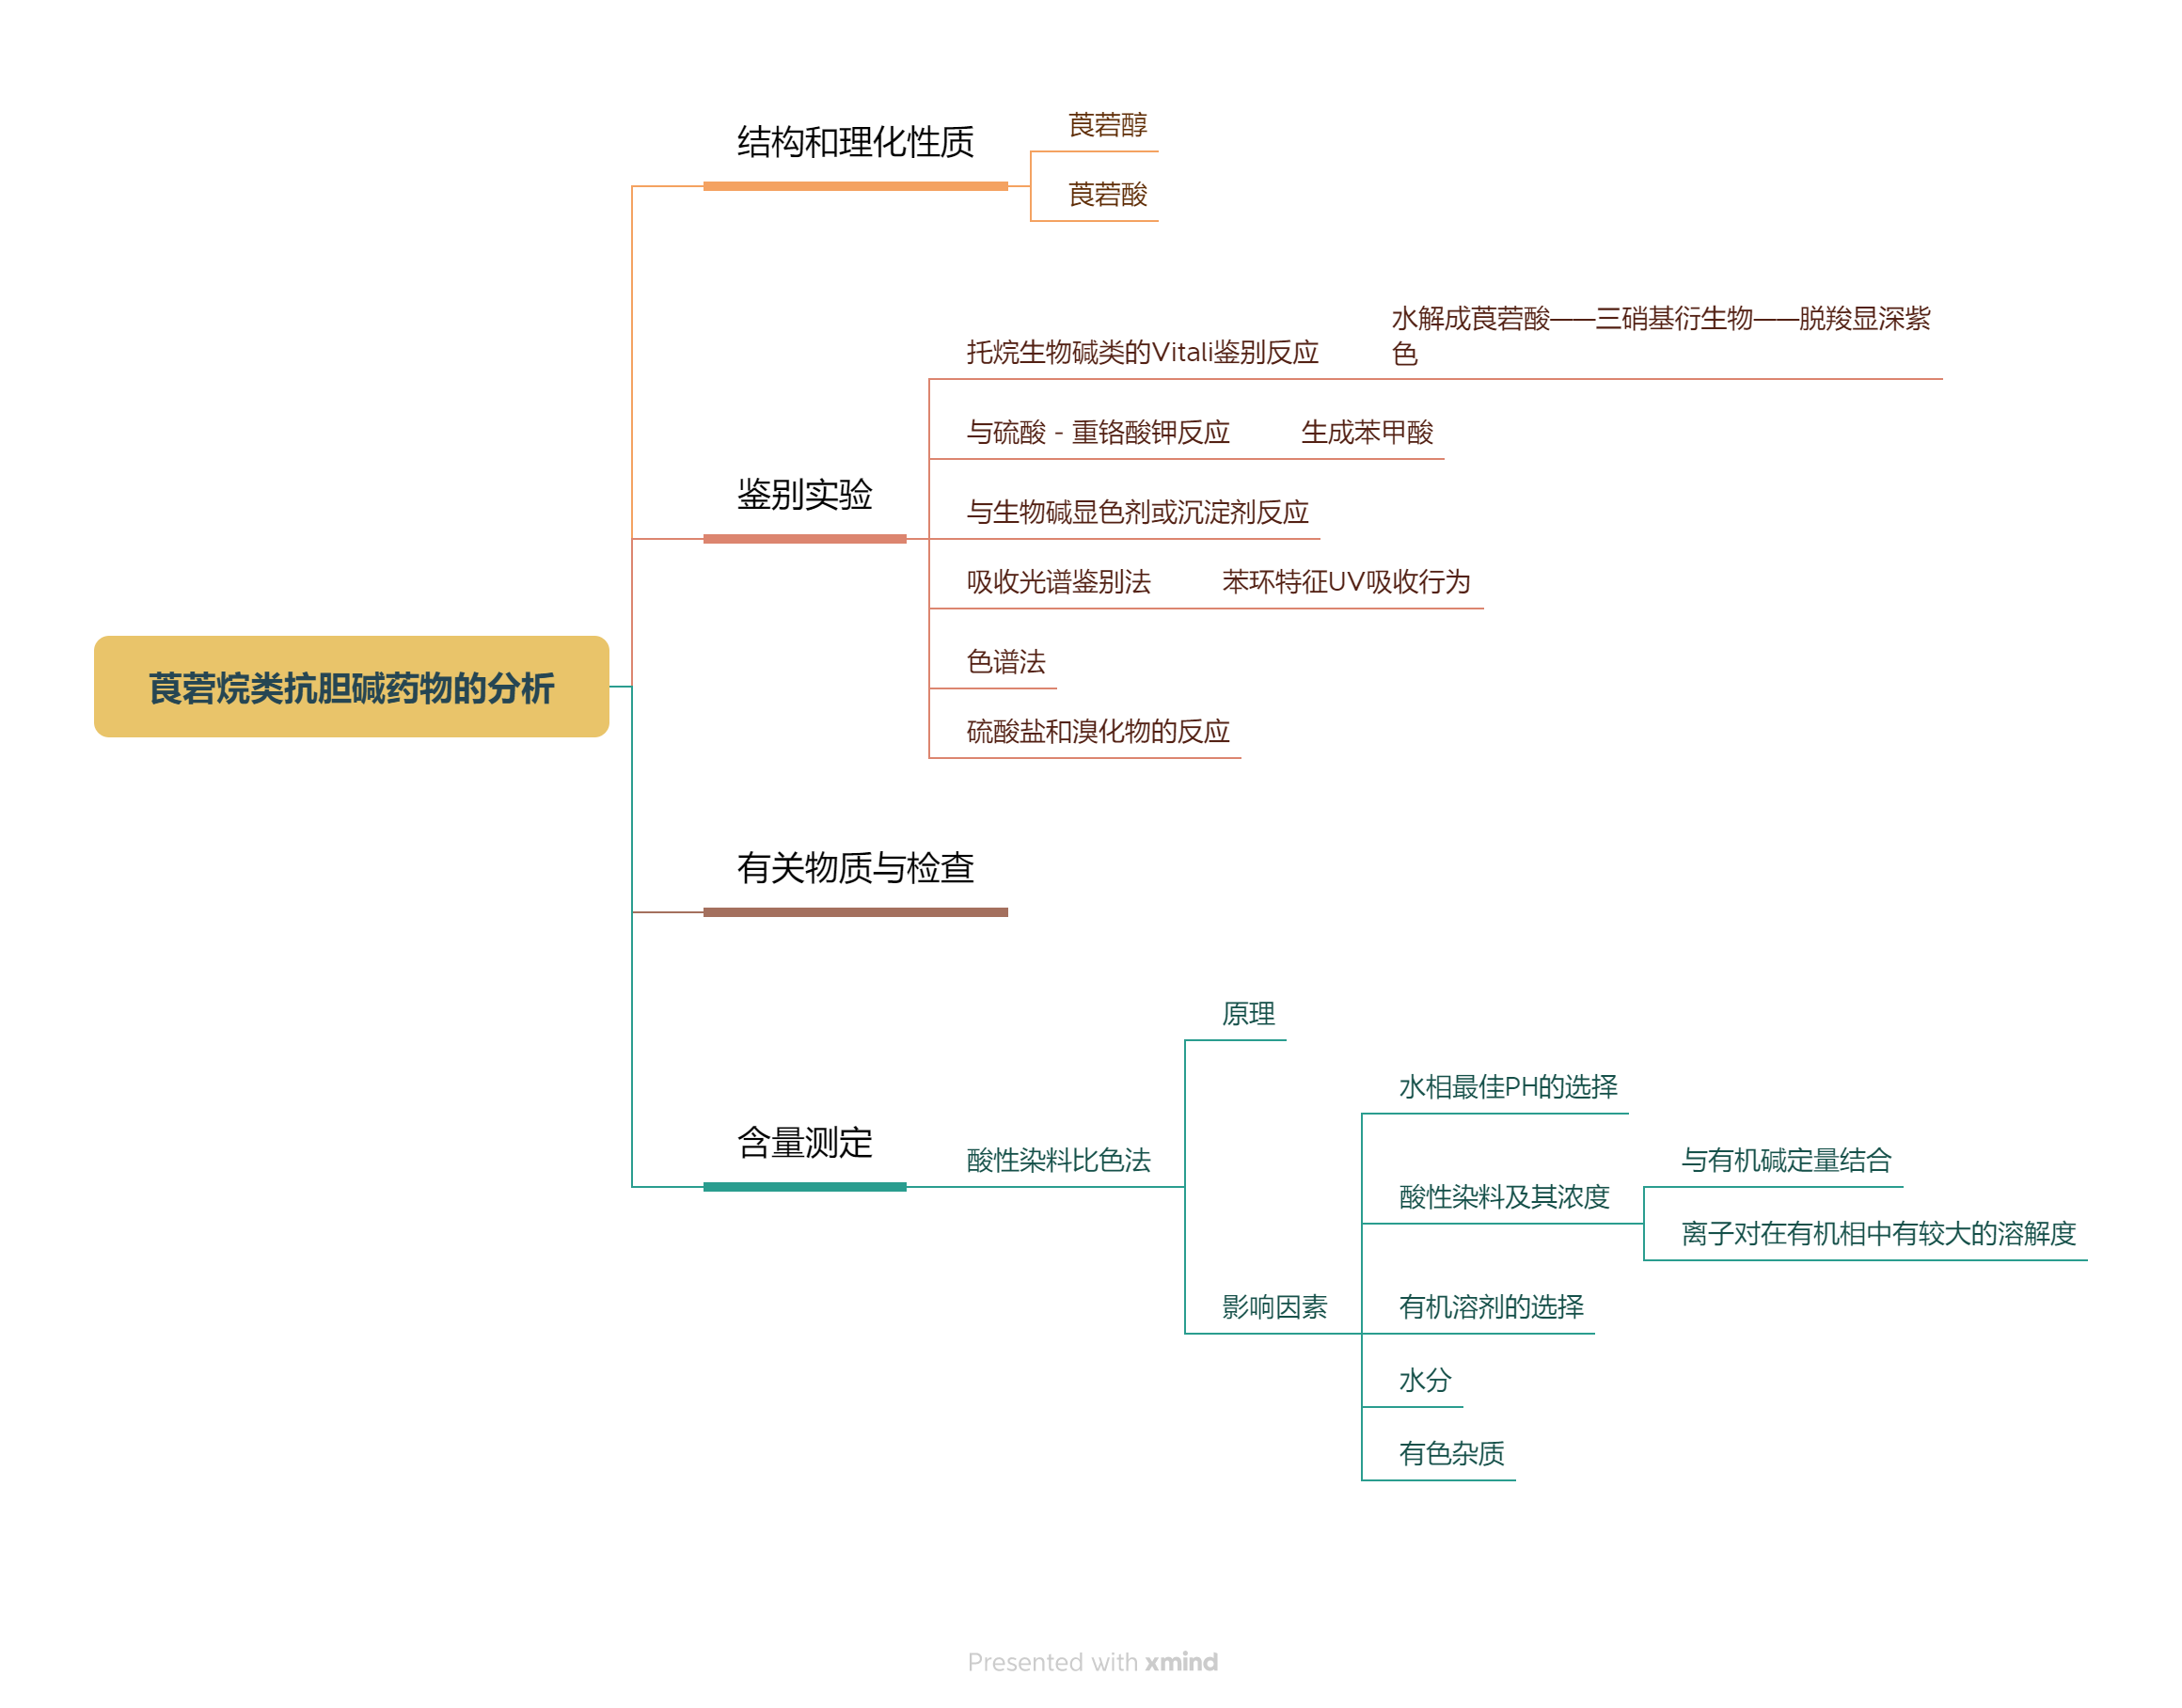 结构和理化性质
莨菪醇
莨菪酸
鉴别实验
托烷生物碱类的Vitali鉴别反应
水解成莨菪酸——三硝基衍生物——脱羧显深紫
色
与硫酸 - 重铬酸钾反应
生成苯甲酸
与生物碱显色剂或沉淀剂反应
吸收光谱鉴别法
苯环特征UV吸收行为
色谱法
硫酸盐和溴化物的反应
莨菪烷类抗胆碱药物的分析
有关物质与检查
含量测定
酸性染料比色法
原理
影响因素
水相最佳PH的选择
酸性染料及其浓度
与有机碱定量结合
离子对在有机相中有较大的溶解度
有机溶剂的选择
水分
有色杂质
Presented with xmind